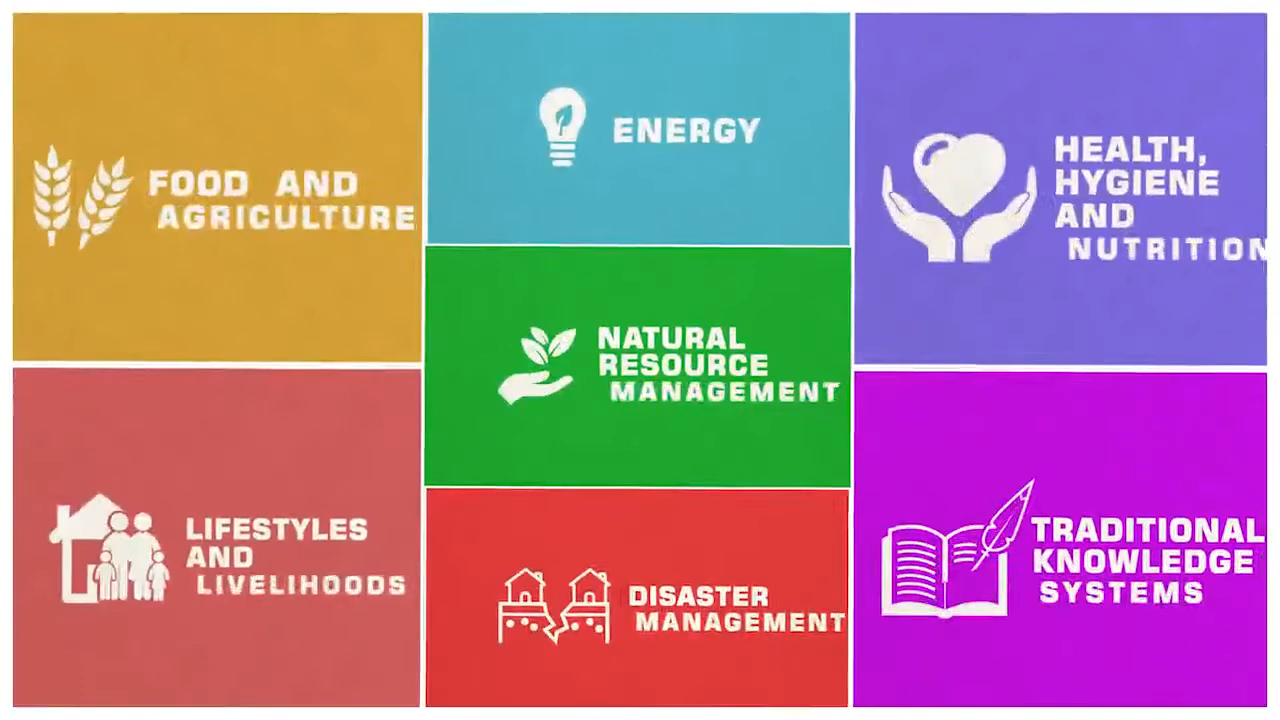 FOOD AND
AGRICULTURE
ENERGY
HEALTH,
HYGIENE
AND
NUTRITION
NATURAL
RESOURCE
MANAGEMENT
LIFESTYLES
AND
LIVELIHOODS
DISASTER
MANAGEMENT
TRADITIONAL
KNOWLEDGE
SYSTEMS